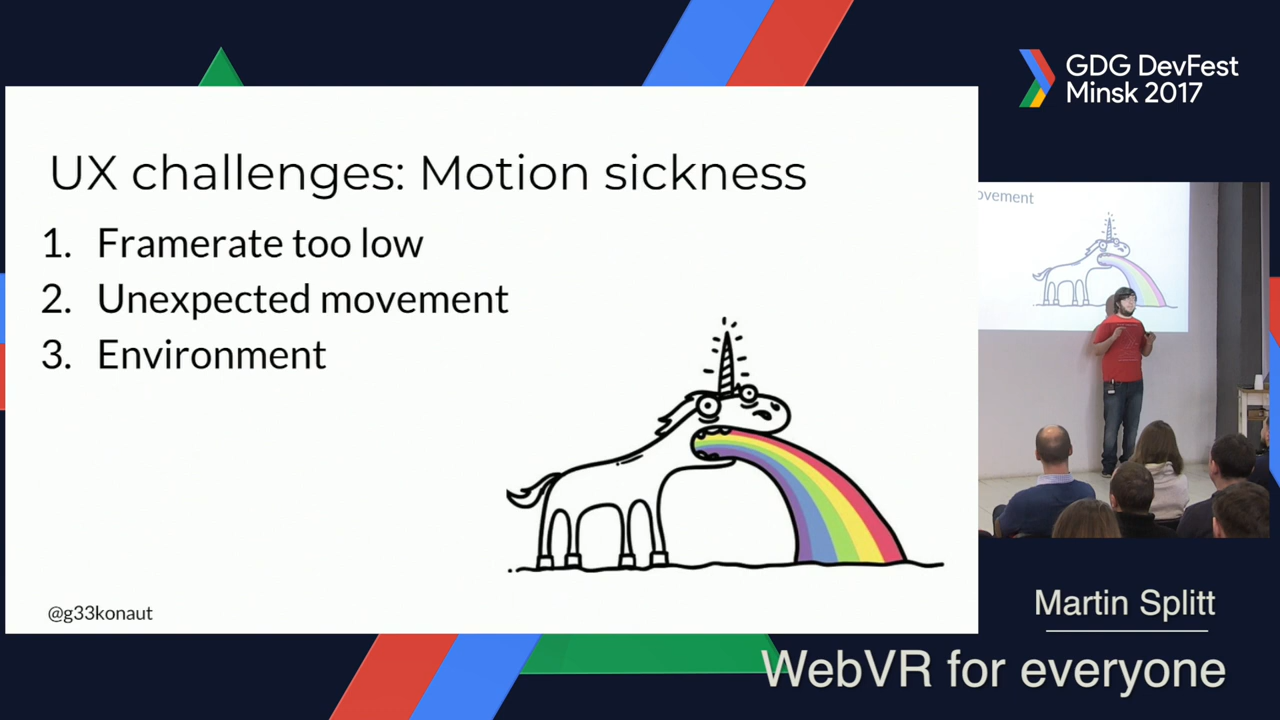 GDG DevFest
Minsk 2017
UX challenges: Motion sickness
1. Framerate too low
2. Unexpected movement
3. Environment
@g33konaut
ovement
Martin Splitt
WebVR for everyone